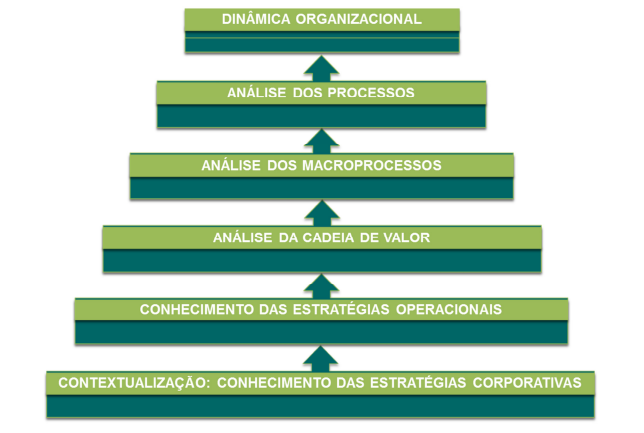 DINÂMICA ORGANIZACIONAL
ANÁLISE DOS PROCESSOS
ANÁLISE DOS MACROPROCESSOS
ANÁLISE DA CADEIA DE VALOR
CONHECIMENTO DAS ESTRATÉGIAS OPERACIONAIS
CONTEXTUALIZAÇÃO: CONHECIMENTO DAS ESTRATÉGIAS CORPORATIVAS